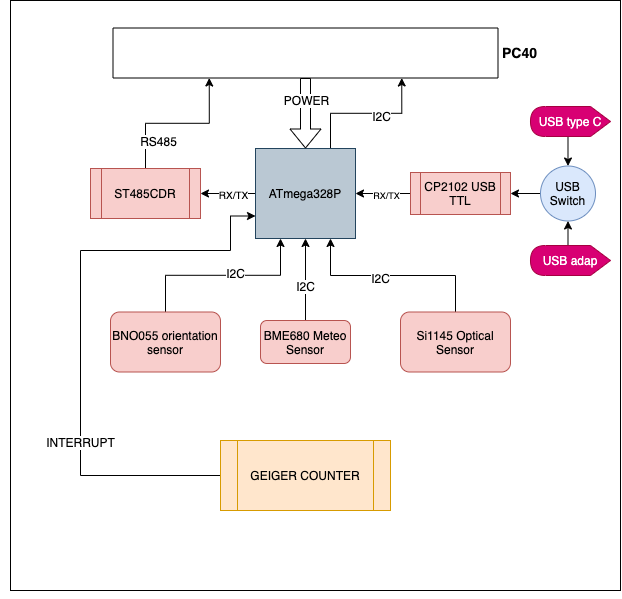 PC40
POWER
I2C
RS485
USB type C
ST485CDR
RX/TX
ATmega328P
RX/TX
CP2102 USB
TTL
USB
Switch
USB adap
I2C
I2C
I2C
BNO055 orientation
sensor
BME680 Meteo
Sensor
Si1145 Optical
Sensor
INTERRUPT
GEIGER COUNTER